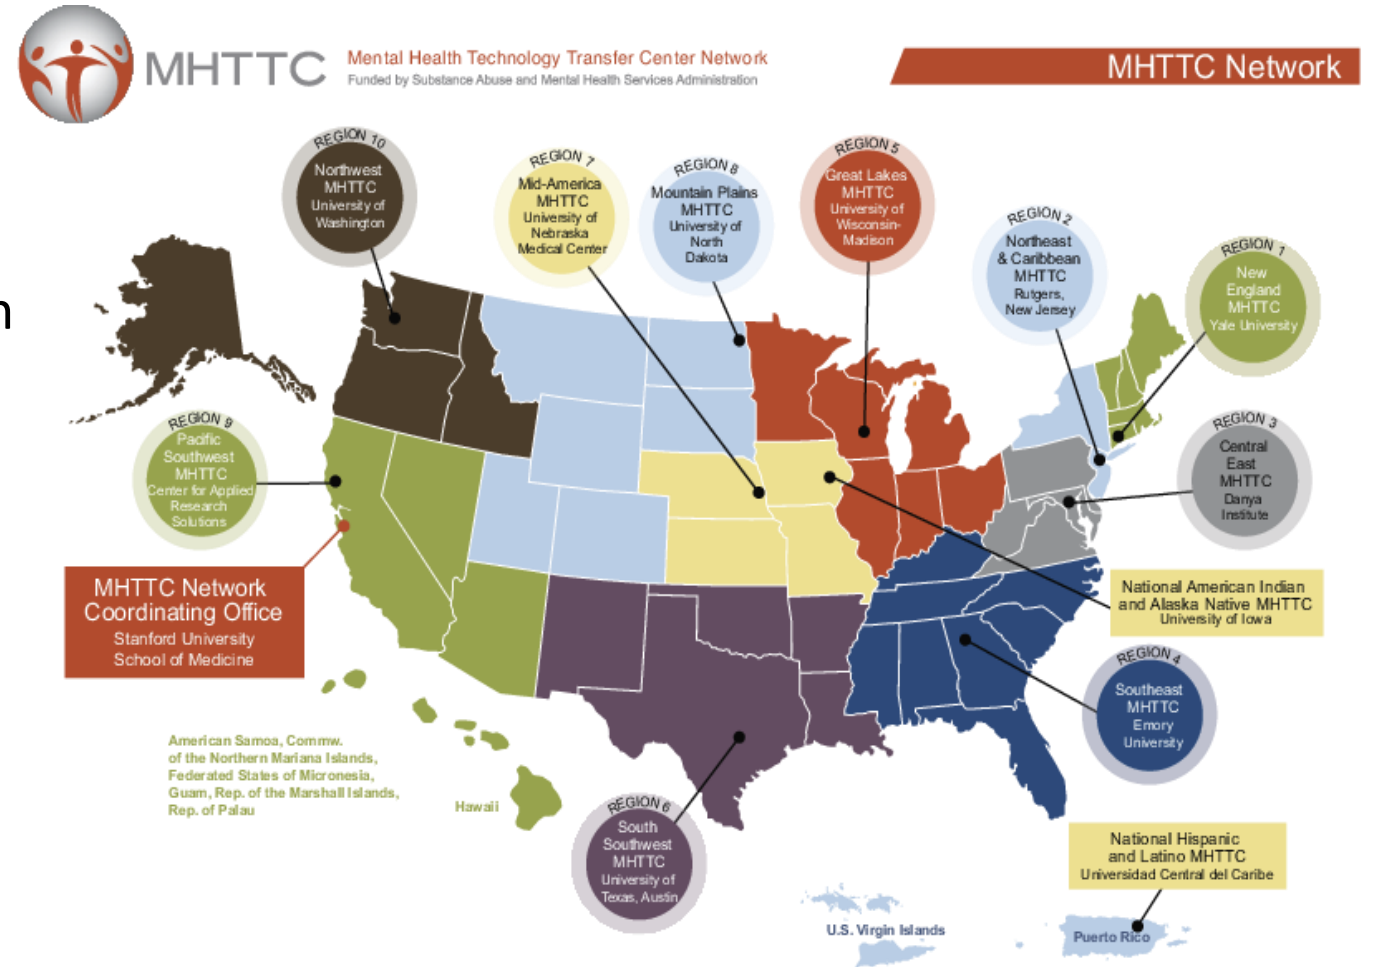 MHTTC
Mental Health Technology Transfer Center Network
Funded by Substance Abuse and Mental Health Services Administration
MHTTC Network
REGION 10
Northwest
MHTTC
University of
Washington
REGION 7
Mid-America
MHTTC
University of
Nebraska
Medical Center
REGION 8
Mountain Plains
MHTTC
University of
North
Dakota
REGION 5
Great Lakes
MHTTC
University of
Wisconsin-
Madison
REGION 2
Northeast
& Caribbean
MHTTC
Rutgers,
New Jersey
REGION 1
New
England
MHTTC
Yale University
n
REGION 9
Pacific
Southwest
MHTTC
Center for Applied
Research
Solutions
REGION 3
Central
East
MHTTC
Danya
Institute
MHTTC Network
Coordinating Office
Stanford University
School of Medicine
National American Indian
and Alaska Native MHTTC
University of Iowa
REGION 4
Southeast
MHTTC
Emory
University
American Samoa, Commw.
of the Northern Mariana Islands,
Federated States of Micronesia,
Guam, Rep. of the Marshall Islands,
Rep. of Palau
Hawaii
REGION 6
South
Southwest
MHTTC
University of
Texas, Austin
National Hispanic
and Latino MHTTC
Universidad Central del Caribe
U.S. Virgin Islands
Puerto Rico